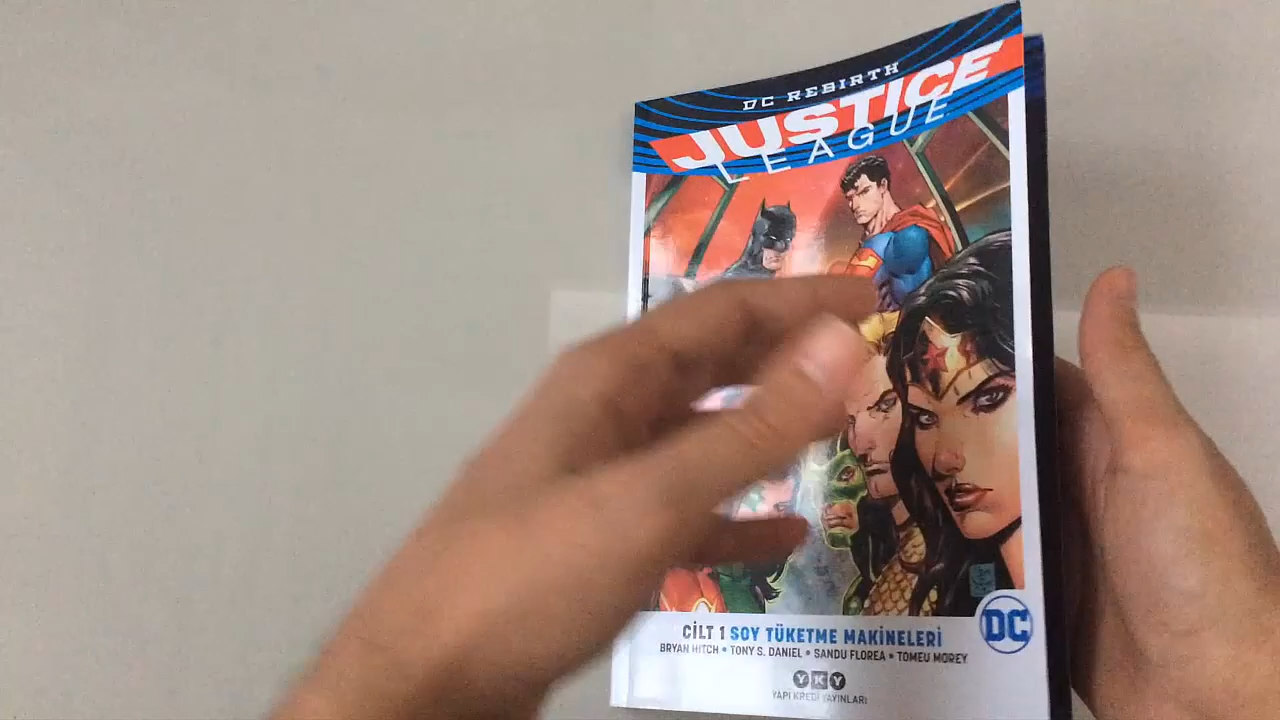 DC REBIRTH
JUSTICE
LEAGUE
CİLT 1 SOY TÜKETME MAKİNELERİ
BRYAN HITCH • TONY S. DANIEL • SANDU FLOREA • TOMEU MOREY
DC
YKY
YAPI KREDİ YAYINLARI